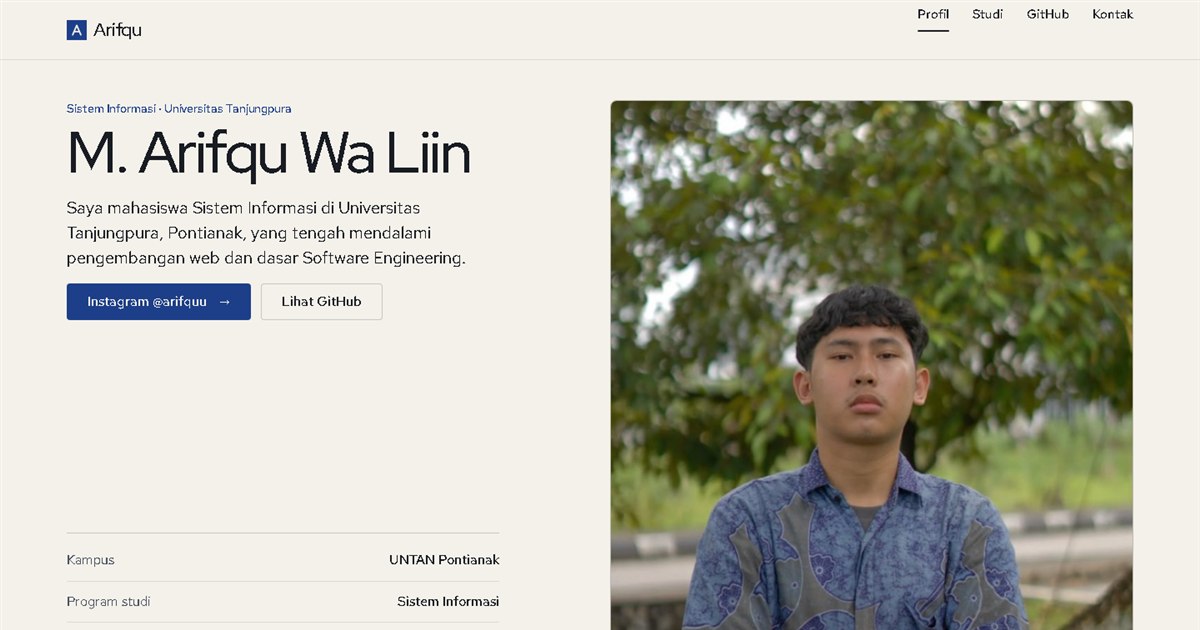 A Arifqu
Profil Studi GitHub Kontak
Sistem Informasi · Universitas Tanjungpura
M. Arifqu Wa Liin
Saya mahasiswa Sistem Informasi di Universitas
Tanjungpura, Pontianak, yang tengah mendalami
pengembangan web dan dasar Software Engineering.
Instagram @arifquu → Lihat GitHub
Kampus UNTAN Pontianak
Program studi Sistem Informasi